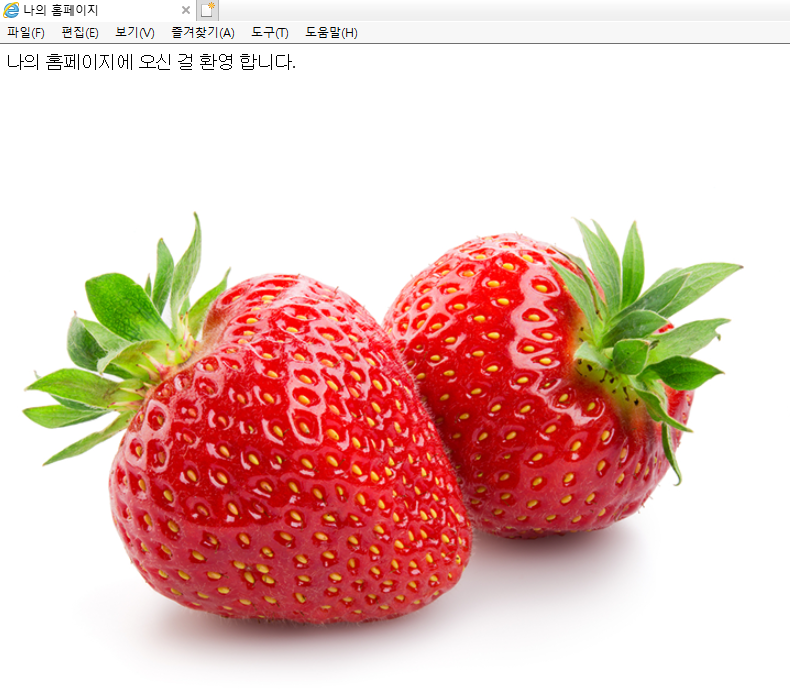 나의 홈페이지
파일(F) 편집(E) 보기(V) 즐겨찾기(A) 도구(T) 도움말(H)
나의 홈페이지에 오신 걸 환영 합니다.